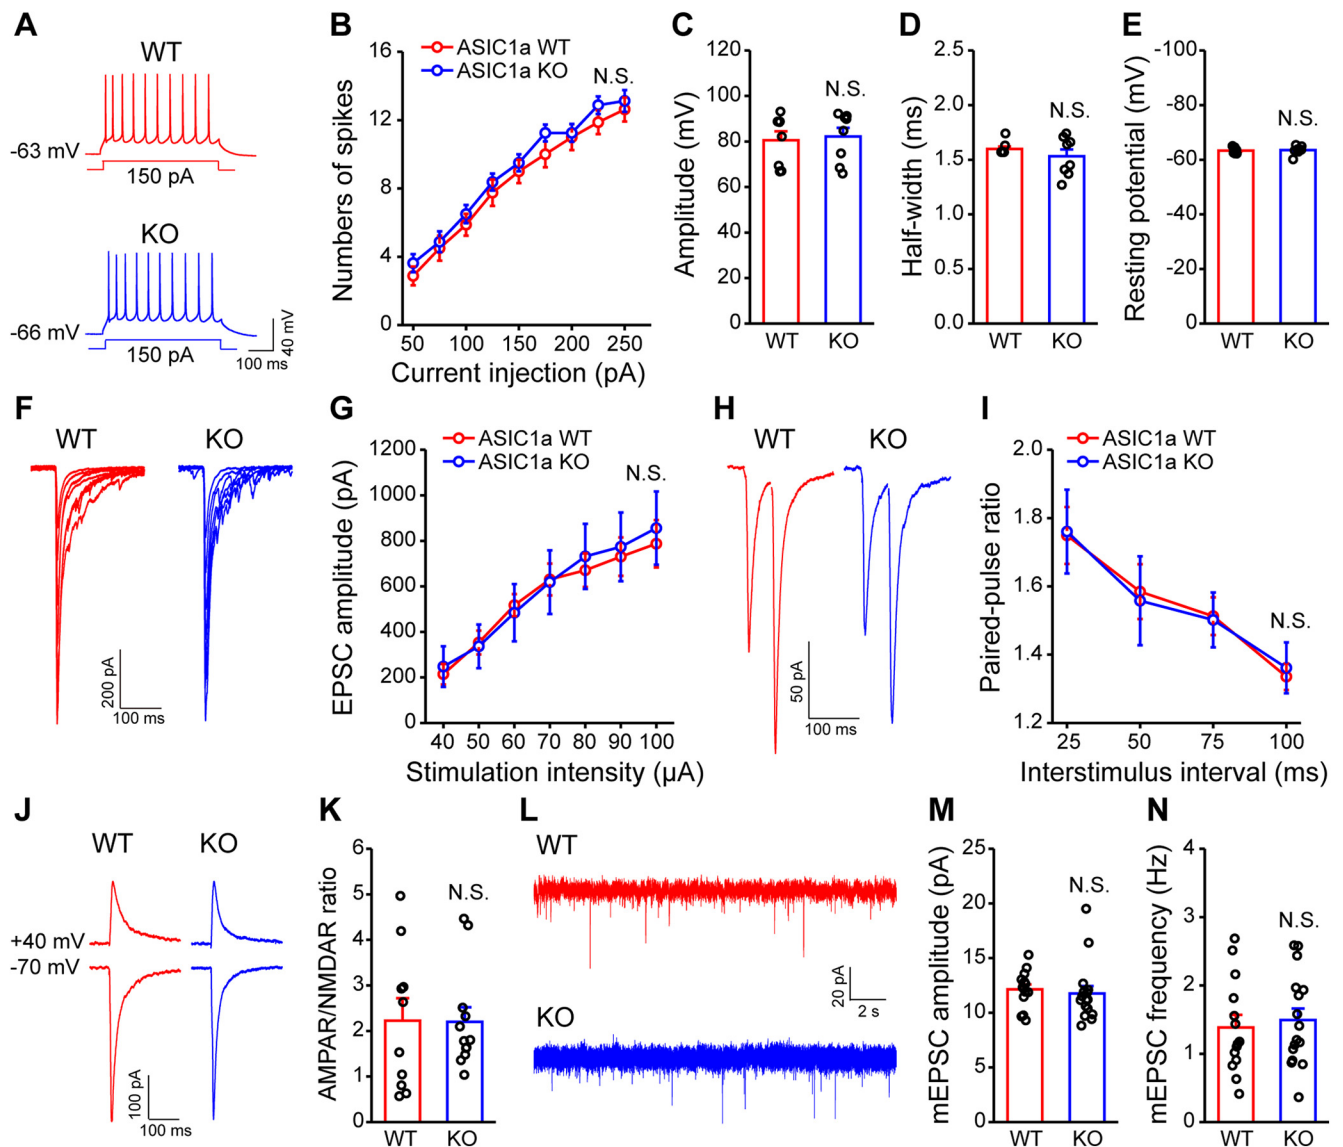 A
WT
-63 mV
150 pA
KO
-66 mV
150 pA
40 mV
100 ms
B
ASIC1a WT
ASIC1a KO
N.S.
Numbers of spikes
16
12
8
4
0
50 100 150 200 250
Current injection (pA)
C
Amplitude (mV)
120
100
80
60
40
20
0
WT KO
D
N.S.
Half-width (ms)
2.5
2.0
1.5
1.0
0.5
0.0
WT KO
E
N.S.
Resting potential (mV)
-100
-80
-60
-40
-20
0
WT KO
F
WT KO
200 pA
100 ms
G
ASIC1a WT
ASIC1a KO
N.S.
EPSC amplitude (pA)
1200
1000
800
600
400
200
0
40 50 60 70 80 90 100
Stimulation intensity (µA)
H
WT KO
50 pA
100 ms
I
ASIC1a WT
ASIC1a KO
N.S.
Paired-pulse ratio
2.0
1.8
1.6
1.4
1.2
25 50 75 100
Interstimulus interval (ms)
J
WT KO
+40 mV
-70 mV
100 pA
100 ms
K
N.S.
AMPAR/NMDAR ratio
6
5
4
3
2
1
0
WT KO
L
WT
KO
20 pA
2 s
M
N.S.
mEPSC amplitude (pA)
25
20
15
10
5
0
WT KO
N
N.S.
mEPSC frequency (Hz)
4
3
2
1
0
WT KO